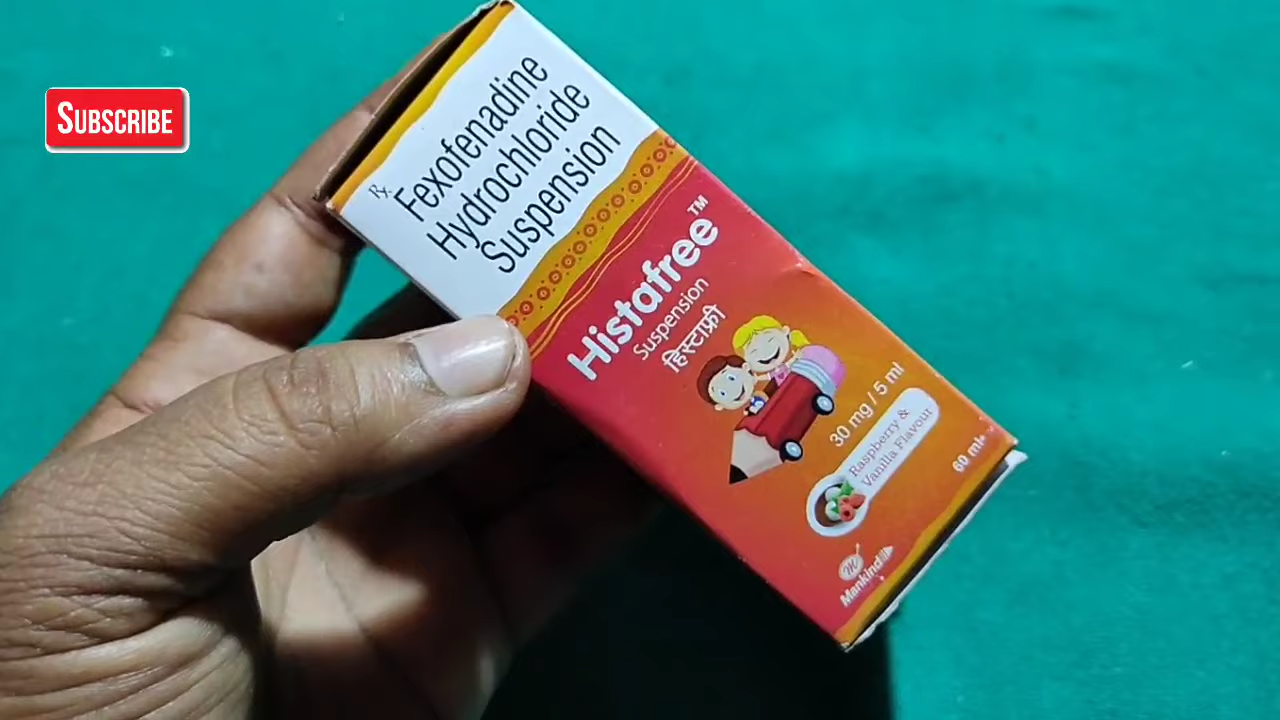 SUBSCRIBE
Rx
Fexofenadine
Hydrochloride
Suspension
Histafree™
Suspension
हिस्टाफ्री
30 mg / 5 ml
Raspberry &
Vanilla Flavour
60 ml
Mankind